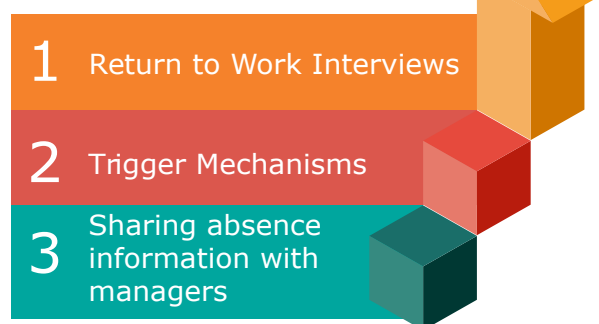 1 Return to Work Interviews
2 Trigger Mechanisms
3 Sharing absence
information with
managers